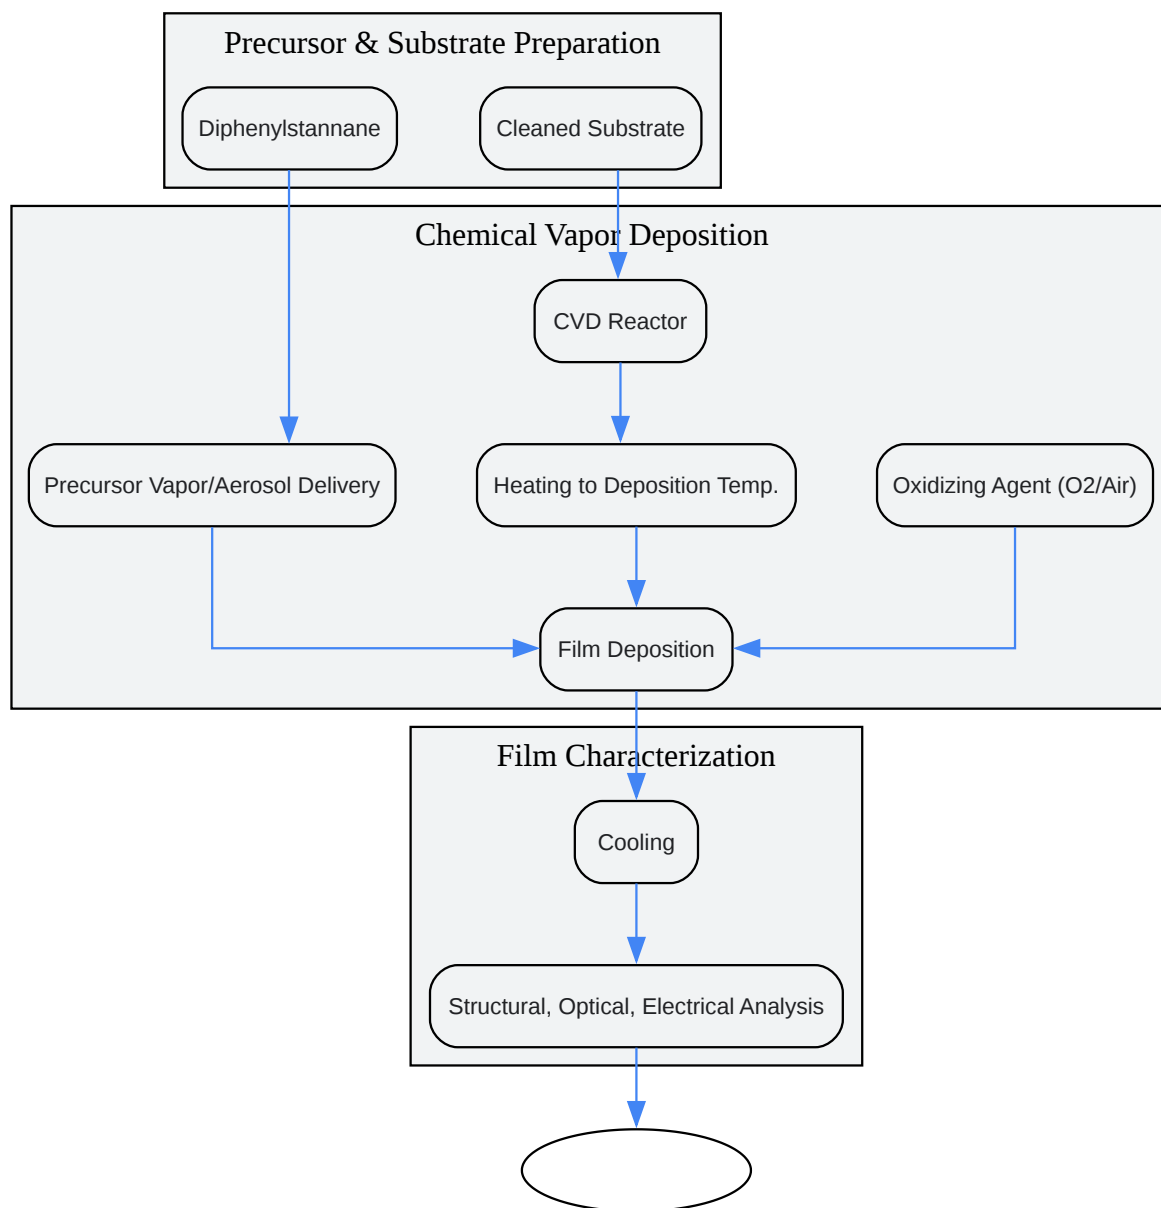 Precursor & Substrate Preparation
Diphenylstannane
Cleaned Substrate
Chemical Vapor Deposition
CVD Reactor
Precursor Vapor/Aerosol Delivery
Heating to Deposition Temp.
Oxidizing Agent (O2/Air)
Film Deposition
Film Characterization
Cooling
Structural, Optical, Electrical Analysis